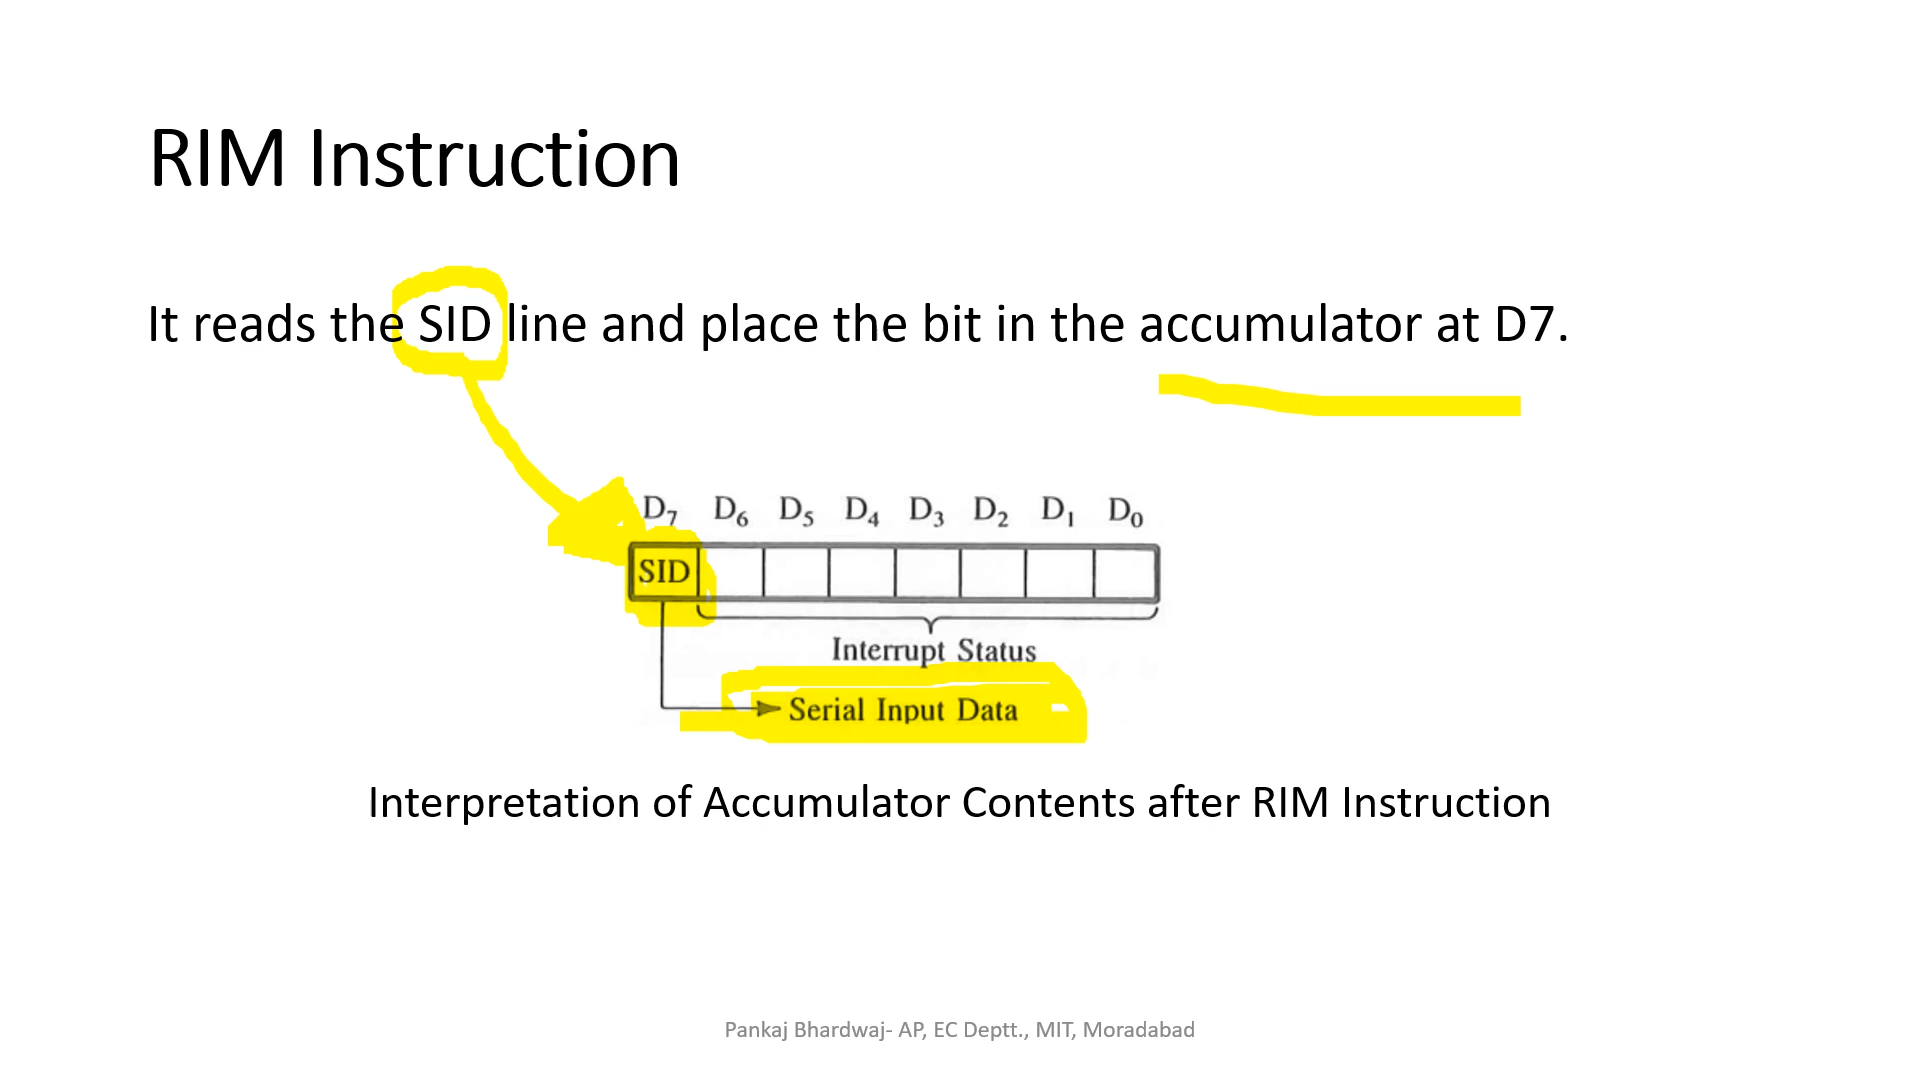 RIM Instruction
It reads the SID line and place the bit in the accumulator at D7.
D₇ D₆ D₅ D₄ D₃ D₂ D₁ D₀
SID
Interrupt Status
Serial Input Data
Interpretation of Accumulator Contents after RIM Instruction
Pankaj Bhardwaj- AP, EC Deptt., MIT, Moradabad